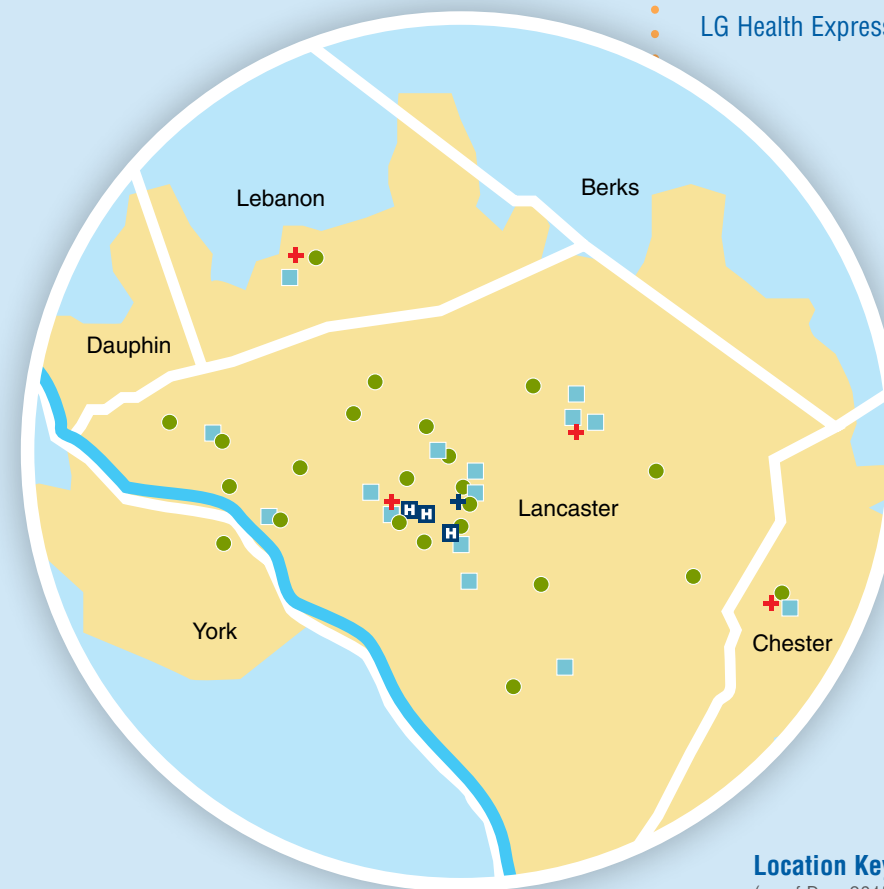 LG Health Express
Lebanon
Berks
Dauphin
H
H
H
Lancaster
York
Chester
Location Key